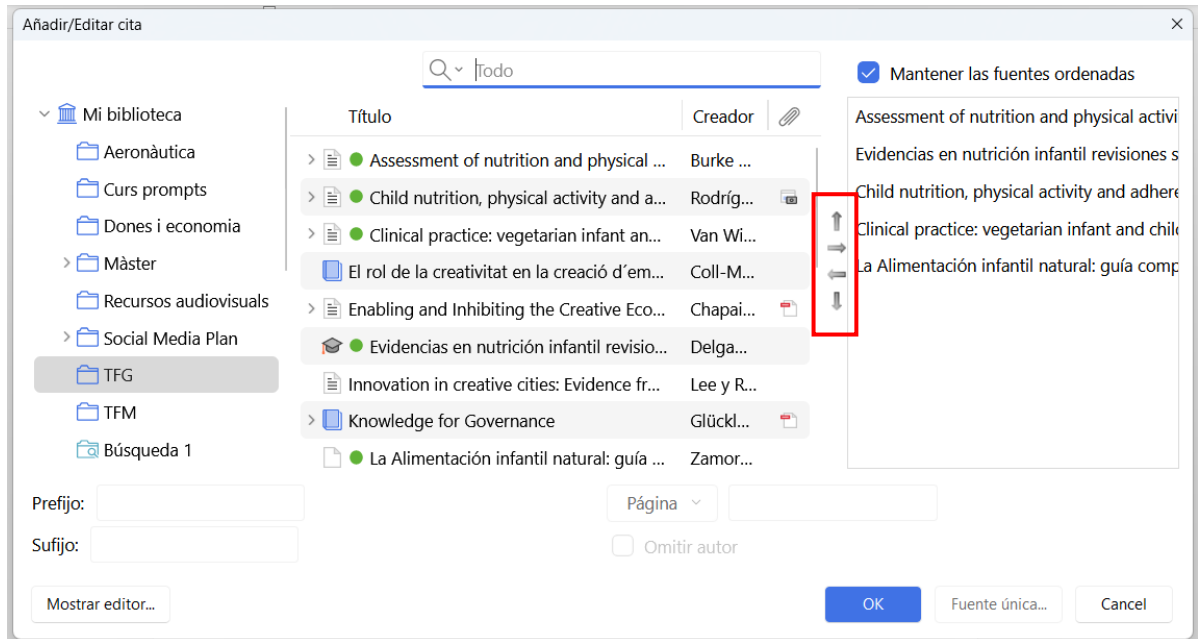 Añadir/Editar cita
Todo
Mantener las fuentes ordenadas
Mi biblioteca
Aeronàutica
Curs prompts
Dones i economia
Màster
Recursos audiovisuals
Social Media Plan
TFG
TFM
Búsqueda 1
Título Creador
Assessment of nutrition and physical ... Burke ...
Child nutrition, physical activity and a... Rodríg...
Clinical practice: vegetarian infant an... Van Wi...
El rol de la creativitat en la creació d´em... Coll-M...
Enabling and Inhibiting the Creative Eco... Chapai...
Evidencias en nutrición infantil revisio... Delga...
Innovation in creative cities: Evidence fr... Lee y R...
Knowledge for Governance Glückl...
La Alimentación infantil natural: guía ... Zamor...
Assessment of nutrition and physical activi
Evidencias en nutrición infantil revisiones s
Child nutrition, physical activity and adhere
Clinical practice: vegetarian infant and chil
La Alimentación infantil natural: guía comp
Prefijo:
Página
Sufijo:
Omitir autor
Mostrar editor...
OK
Fuente única...
Cancel